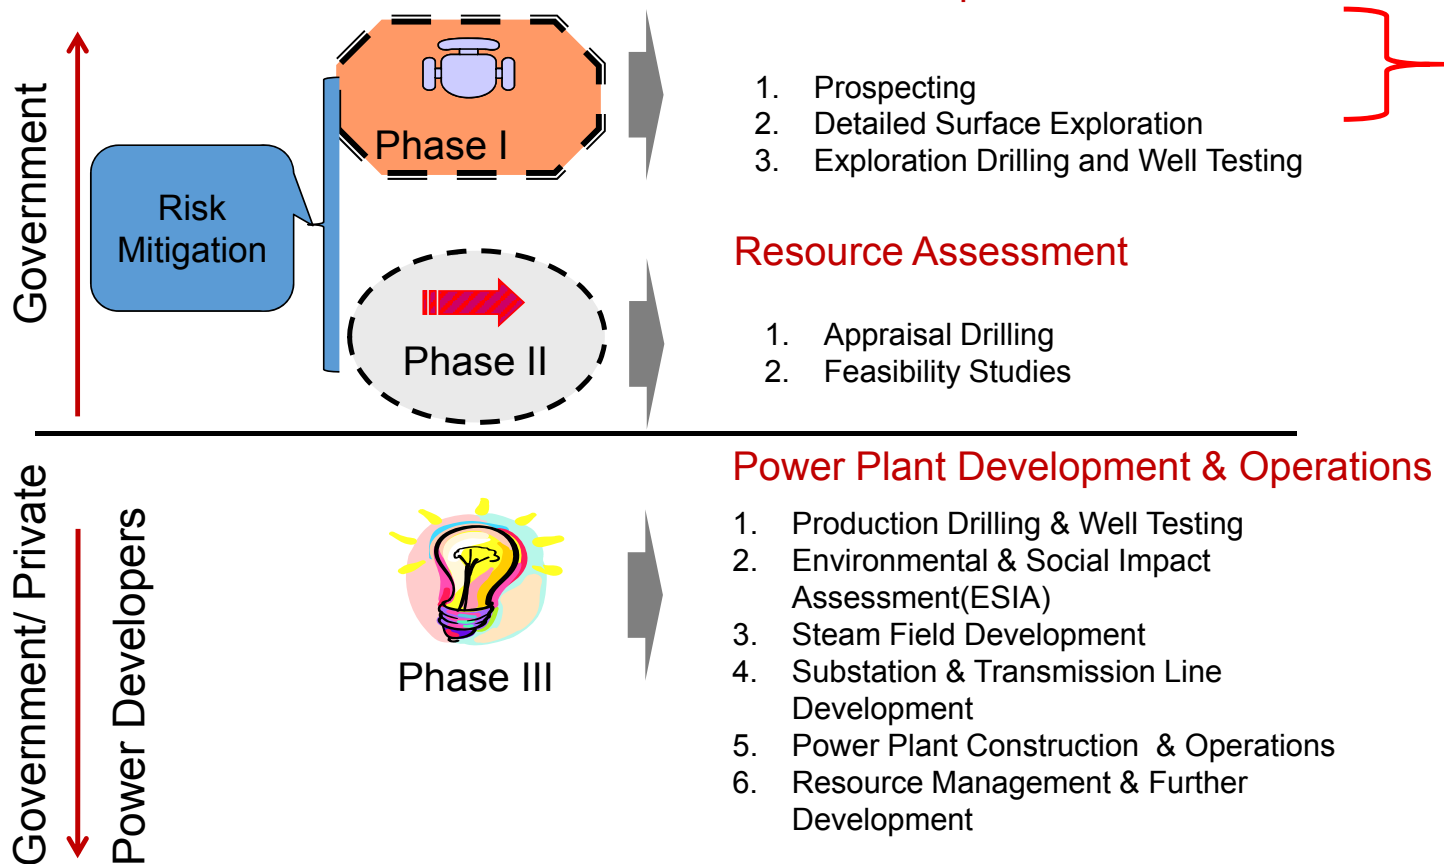 1. Prospecting
2. Detailed Surface Exploration
3. Exploration Drilling and Well Testing
Phase I
Government
Risk
Mitigation
Resource Assessment
1. Appraisal Drilling
2. Feasibility Studies
Phase II
Power Plant Development & Operations
1. Production Drilling & Well Testing
2. Environmental & Social Impact
Assessment(ESIA)
3. Steam Field Development
4. Substation & Transmission Line
Development
5. Power Plant Construction & Operations
6. Resource Management & Further
Development
Phase III
Government/ Private
Power Developers